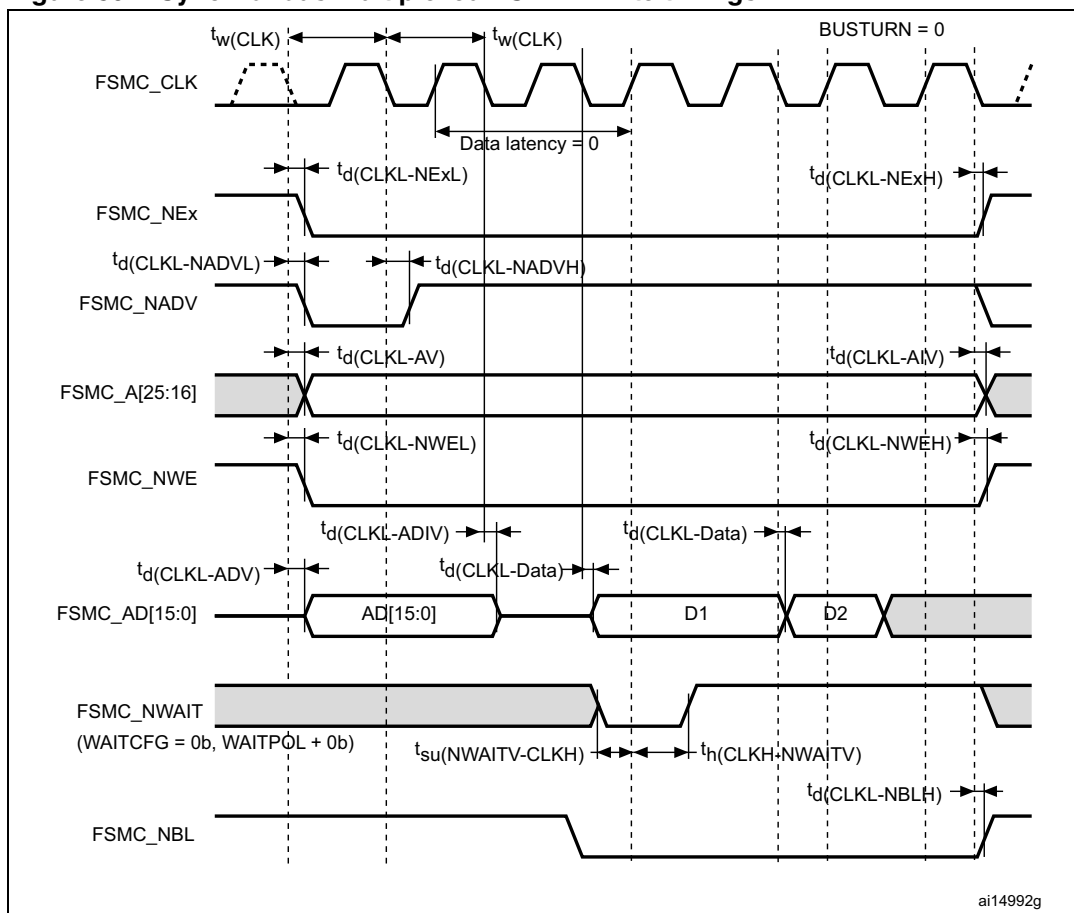 tw(CLK) tw(CLK) BUSTURN = 0
FSMC_CLK
Data latency = 0
td(CLKL-NExL) td(CLKL-NExH)
FSMC_NEx
td(CLKL-NADVL) td(CLKL-NADVH)
FSMC_NADV
td(CLKL-AV) td(CLKL-AIV)
FSMC_A[25:16]
td(CLKL-NWEL) td(CLKL-NWEH)
FSMC_NWE
td(CLKL-ADIV) td(CLKL-Data)
td(CLKL-ADV) td(CLKL-Data)
FSMC_AD[15:0] AD[15:0] D1 D2
FSMC_NWAIT
(WAITCFG = 0b, WAITPOL + 0b)
tsu(NWAITV-CLKH) th(CLKH-NWAITV)
td(CLKL-NBLH)
FSMC_NBL
ai14992g